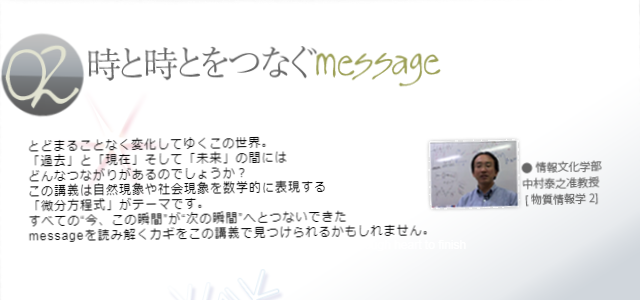 02
時と時とをつなぐmessage
とどまることなく変化してゆくこの世界。
「過去」と「現在」そして「未来」の間には
どんなつながりがあるのでしょうか？
この講義は自然現象や社会現象を数学的に表現する
「微分方程式」がテーマです。
すべての“今、この瞬間”が“次の瞬間”へとつないできた
messageを読み解くカギをこの講義で見つけられるかもしれません。
● 情報文化学部
中村泰之准教授
[ 物質情報学 2]